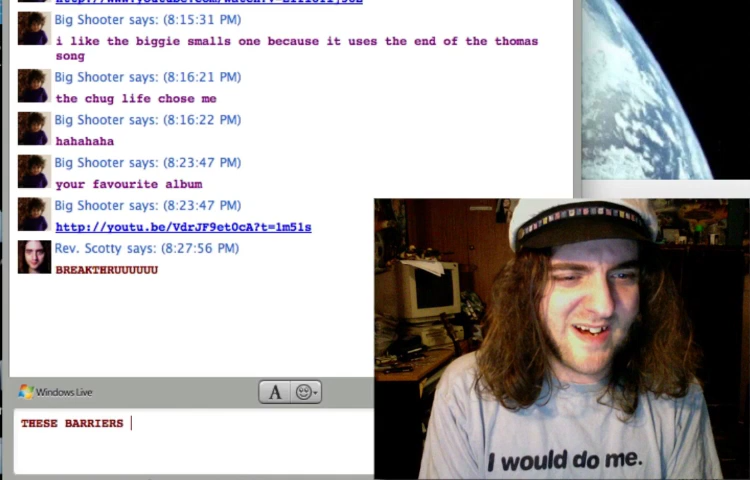 Big Shooter says: (8:15:31 PM)
i like the biggie smalls one because it uses the end of the thomas
song
Big Shooter says: (8:16:21 PM)
the chug life chose me
Big Shooter says: (8:16:22 PM)
hahahaha
Big Shooter says: (8:23:47 PM)
your favourite album
Big Shooter says: (8:23:47 PM)
http://youtu.be/VdrJF9et0cA?t=1m51s
Rev. Scotty says: (8:27:56 PM)
BREAKTHRUUUUUU
Windows Live
A
THESE BARRIERS
I would do me.